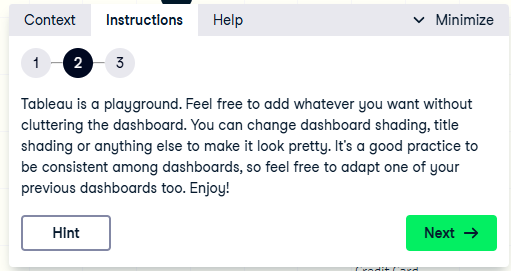 Context Instructions Help Minimize
1 2 3
Tableau is a playground. Feel free to add whatever you want without
cluttering the dashboard. You can change dashboard shading, title
shading or anything else to make it look pretty. It's a good practice to
be consistent among dashboards, so feel free to adapt one of your
previous dashboards too. Enjoy!
Hint Next
Credit Card